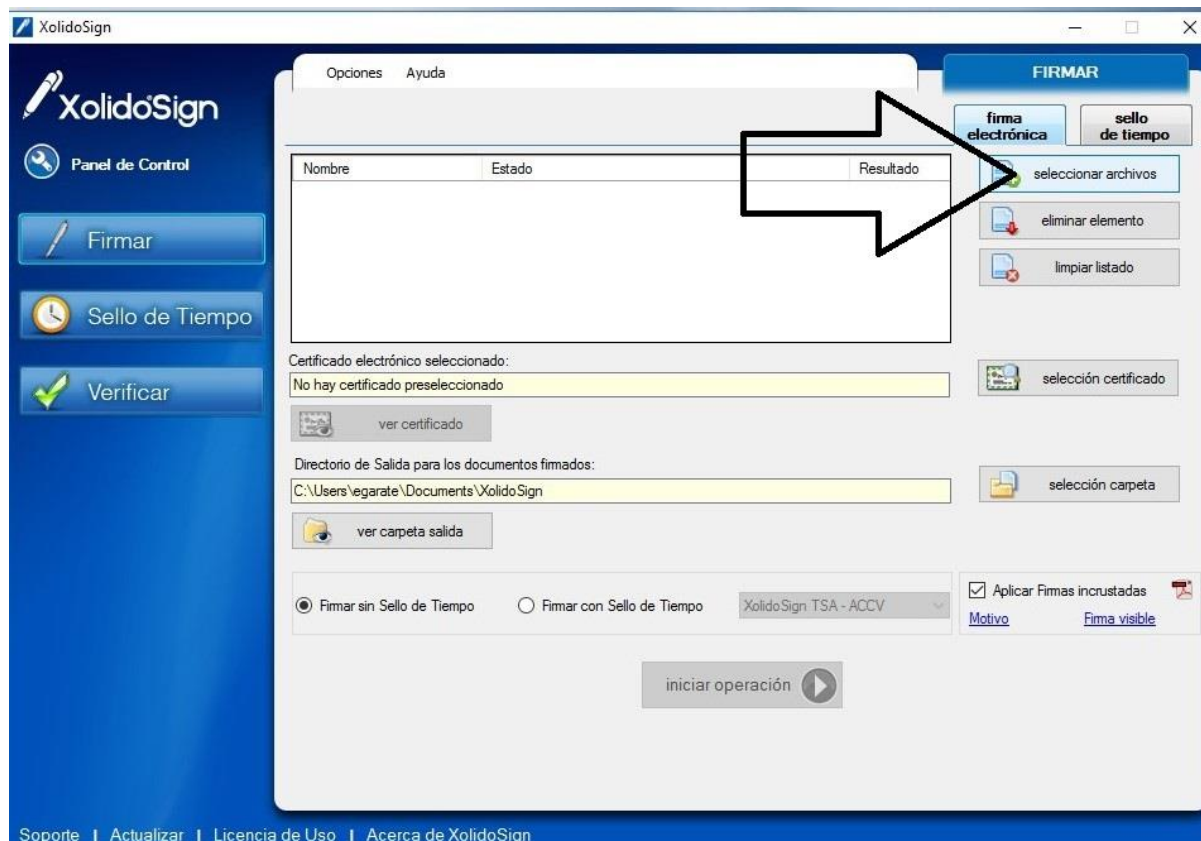 XolidoSign
XolidoSign
Panel de Control
Firmar
Sello de Tiempo
Verificar
Opciones Ayuda
FIRMAR
firma
electrónica
sello
de tiempo
Nombre Estado Resultado
seleccionar archivos
eliminar elemento
limpiar listado
Certificado electrónico seleccionado:
No hay certificado preseleccionado
selección certificado
ver certificado
Directorio de Salida para los documentos firmados:
C:\Users\egarate\Documents\XolidoSign
selección carpeta
ver carpeta salida
Firmar sin Sello de Tiempo Firmar con Sello de Tiempo XolidoSign TSA - ACCV
Aplicar Firmas incrustadas
Motivo Firma visible
iniciar operación
Soporte | Actualizar | Licencia de Uso | Acerca de XolidoSign